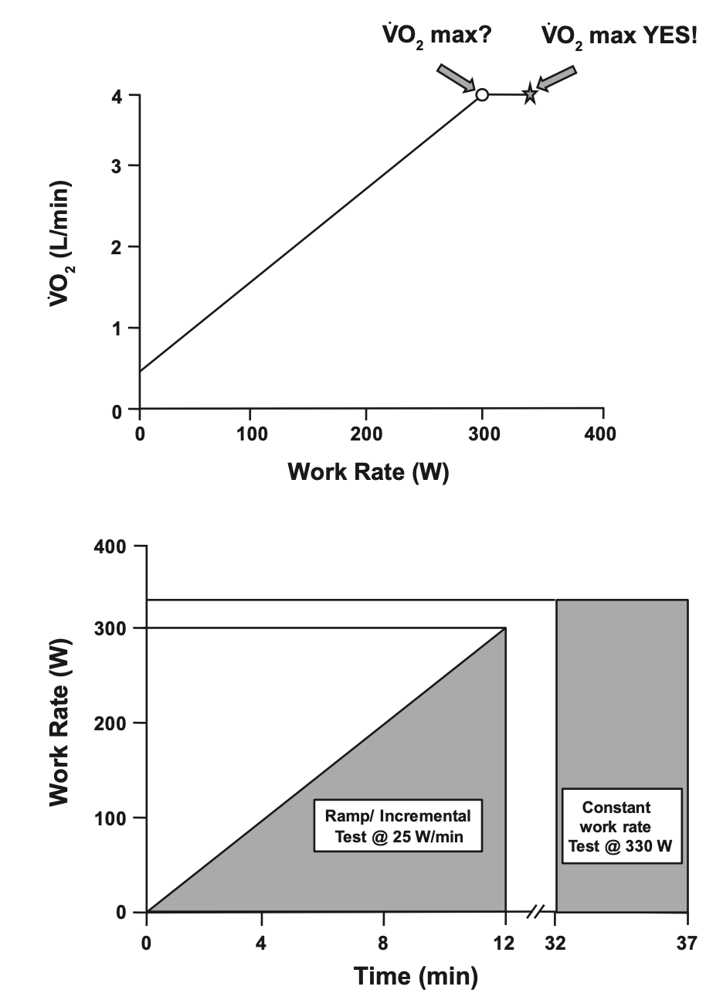 V̇O₂ max?
V̇O₂ max YES!
4
3
2
1
0
V̇O₂ (L/min)
0 100 200 300 400
Work Rate (W)
400
300
200
100
0
Work Rate (W)
Ramp/ Incremental
Test @ 25 W/min
Constant
work rate
Test @ 330 W
0 4 8 12 32 37
Time (min)